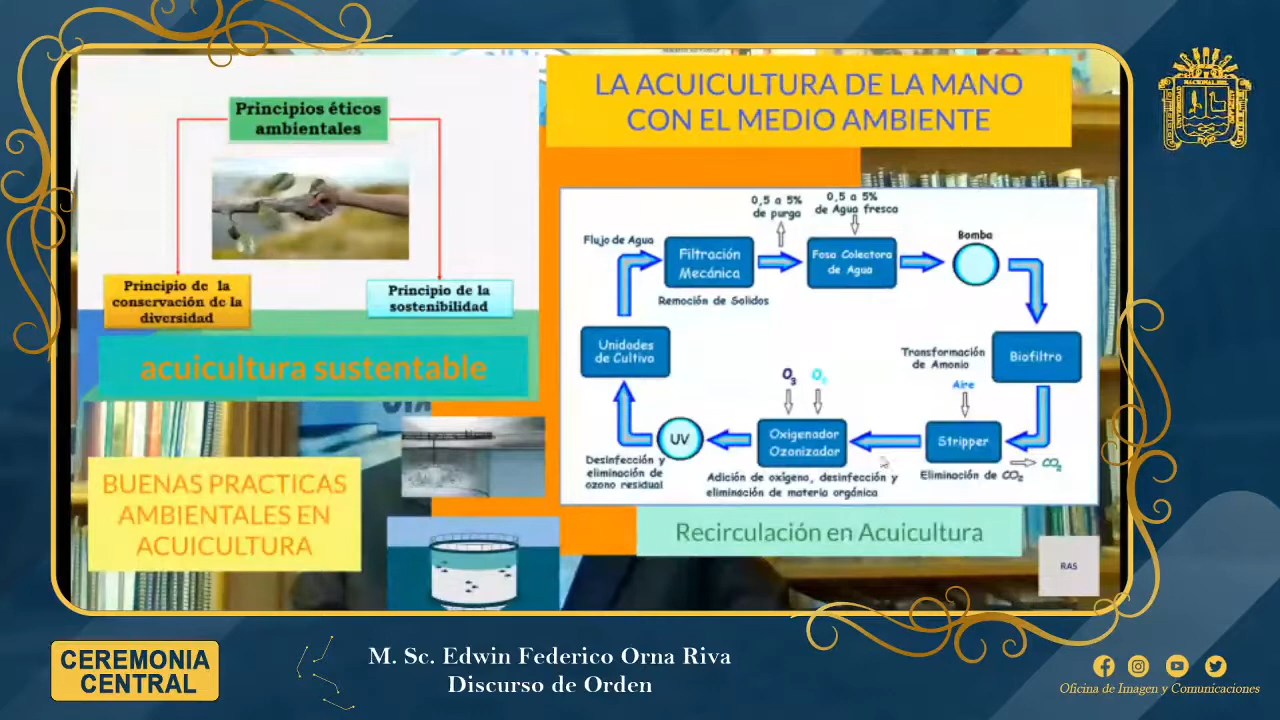 Principios éticos
ambientales
Principio de la
conservación de la
diversidad
Principio de la
sostenibilidad
acuicultura sustentable
BUENAS PRACTICAS
AMBIENTALES EN
ACUICULTURA
LA ACUICULTURA DE LA MANO
CON EL MEDIO AMBIENTE
0,5 a 5%
de purga
0,5 a 5%
de Agua fresca
Flujo de Agua
Filtración
Mecánica
Remoción de Solidos
Fosa Colectora
de Agua
Bomba
Unidades
de Cultivo
Transformación
de Amonio
Biofiltro
Aire
O3
UV
Oxigenador
Ozonizador
Stripper
CO2
Desinfección y
eliminación de
ozono residual
Adición de oxígeno, desinfección y
eliminación de materia orgánica
Eliminación de CO2
Recirculación en Acuicultura
RAS
CEREMONIA
CENTRAL
M. Sc. Edwin Federico Orna Riva
Discurso de Orden
Oficina de Imagen y Comunicaciones